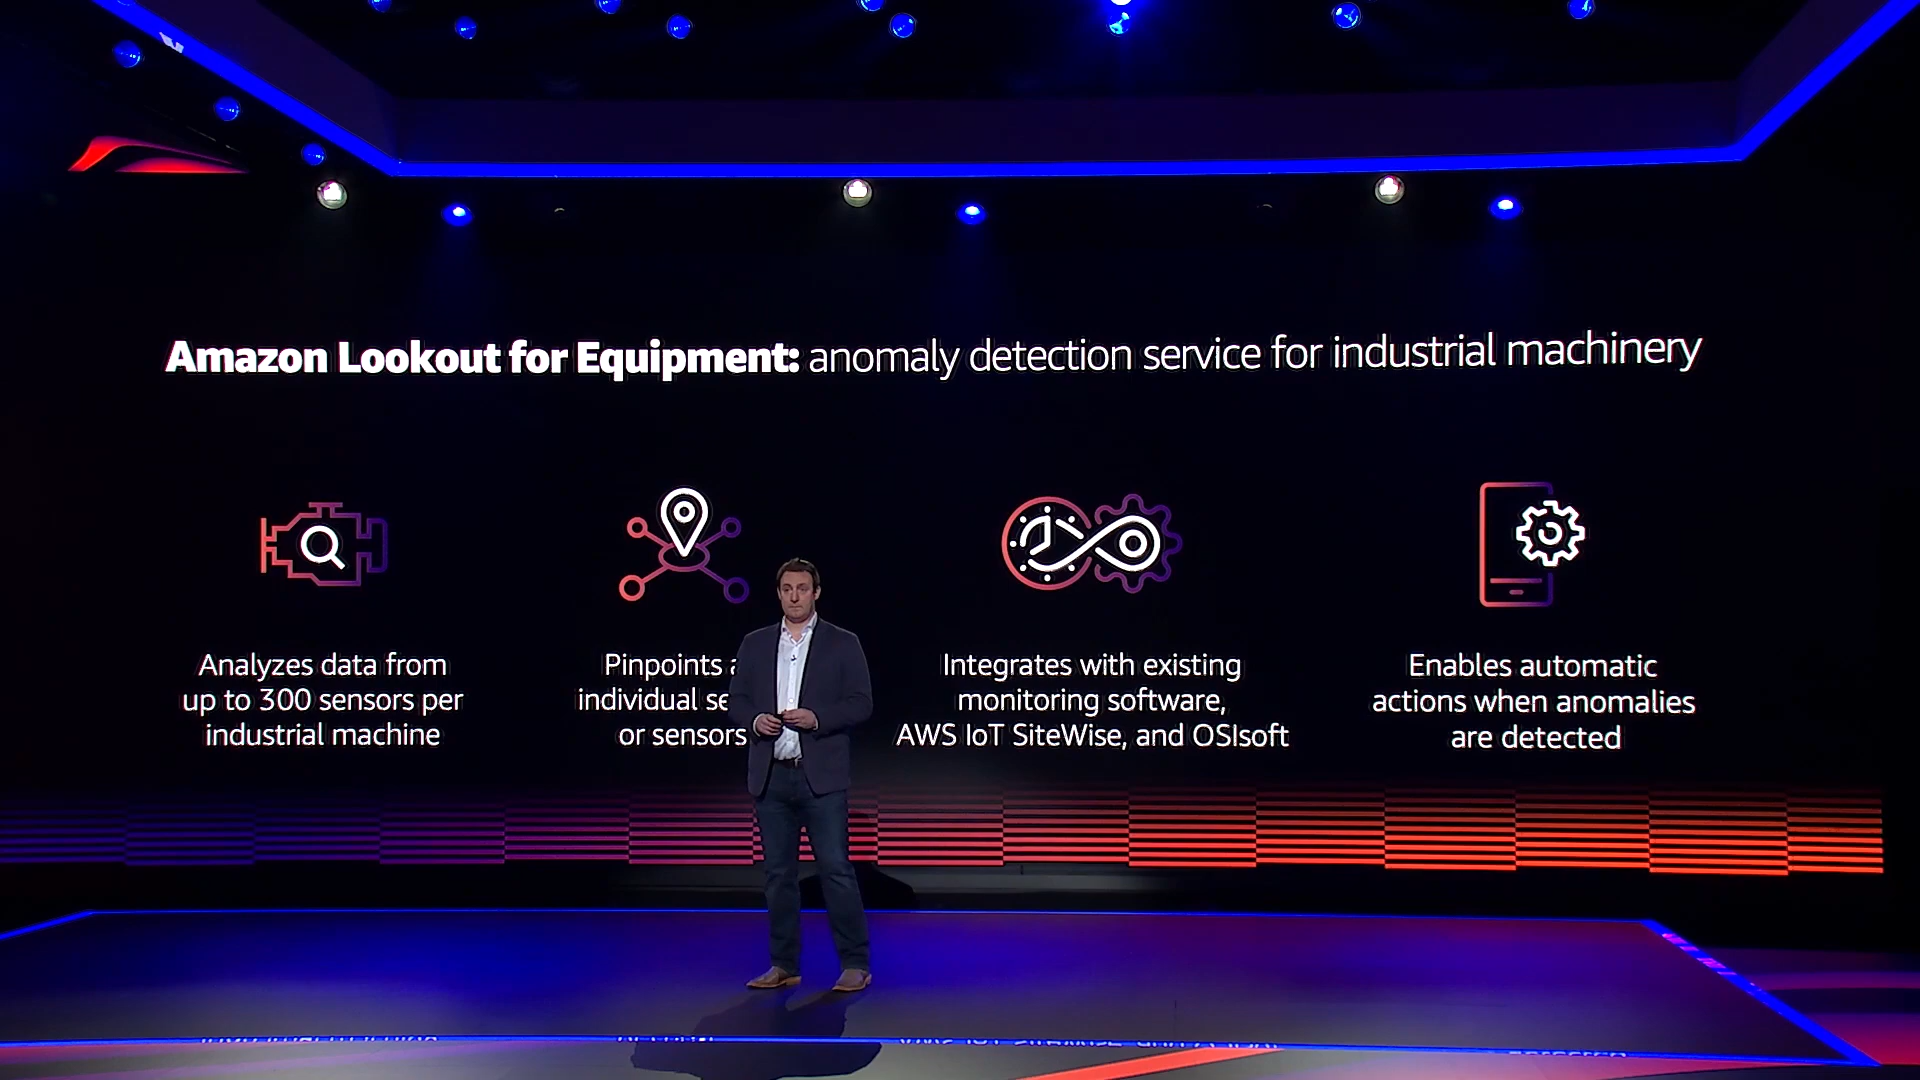 Amazon Lookout for Equipment: anomaly detection service for industrial machinery
Analyzes data from
up to 300 sensors per
industrial machine
Pinpoints
individual
or sensors
Integrates with existing
monitoring software,
AWS IoT SiteWise, and OSIsoft
Enables automatic
actions when anomalies
are detected